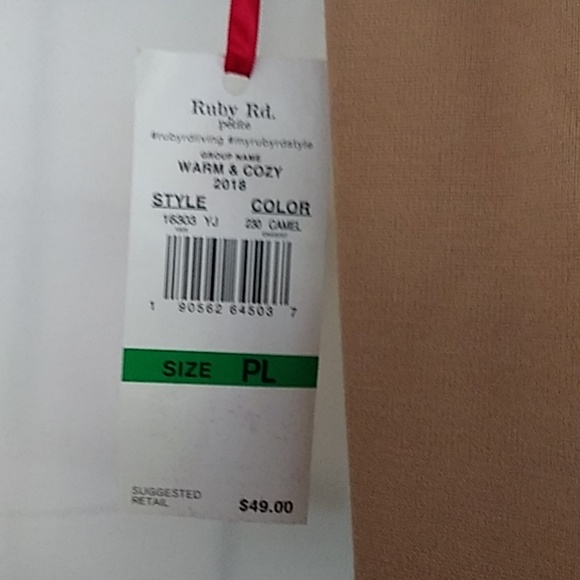 Ruby Rd.
petite
#rubyrdliving #myrubyrdstyle
GROUP NAME
WARM & COZY
2018
STYLE COLOR
16303 YJ 230 CAMEL
1 90562 64503 7
SIZE PL
SUGGESTED
RETAIL $49.00